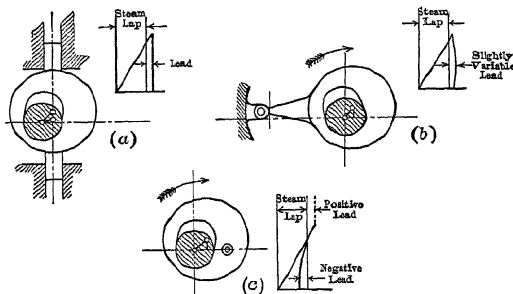 Steam
Lap
Lead
(a)
Steam
Lap
Slightly
Variable
Lead
(b)
Steam
Lap
Positive
Lead
Negative
Lead
(c)